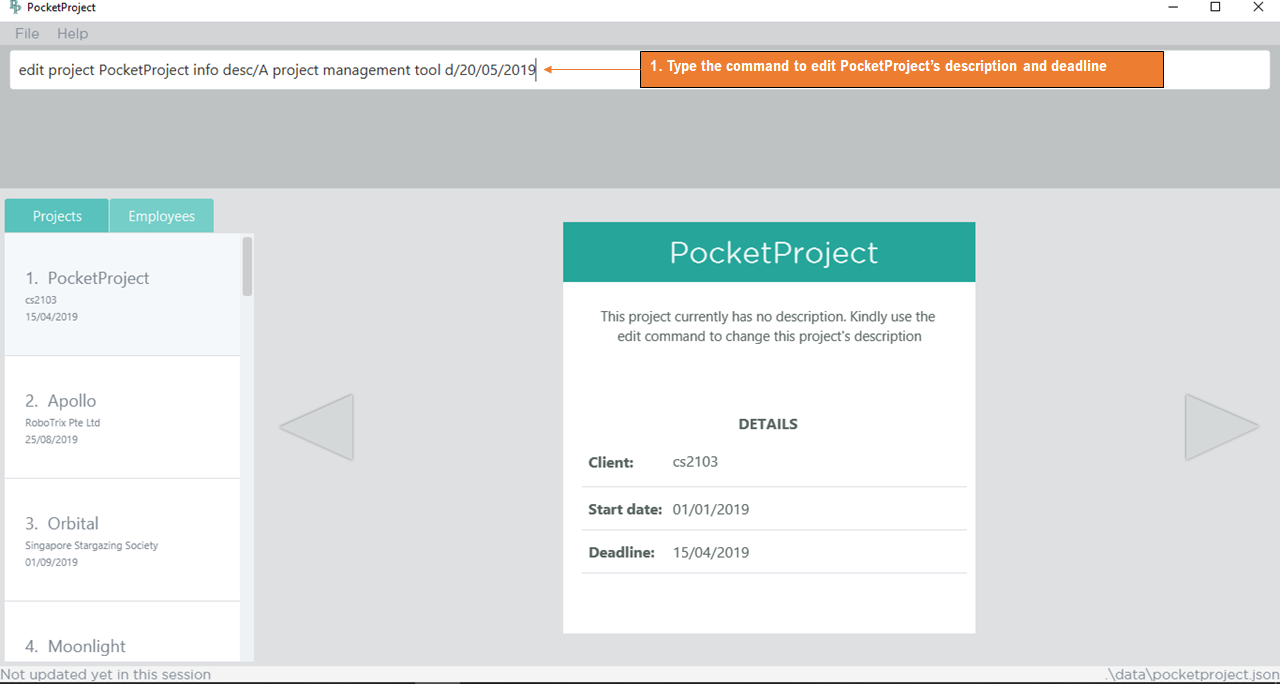 PocketProject
File Help
edit project PocketProject info desc/A project management tool d/20/05/2019
1. Type the command to edit PocketProject's description and deadline
Projects Employees
1. PocketProject
cs2103
15/04/2019
2. Apollo
RoboTrix Pte Ltd
25/08/2019
3. Orbital
Singapore Stargazing Society
01/09/2019
4. Moonlight
PocketProject
This project currently has no description. Kindly use the
edit command to change this project's description
DETAILS
Client: cs2103
Start date: 01/01/2019
Deadline: 15/04/2019
Not updated yet in this session
.\data\pocketproject.json